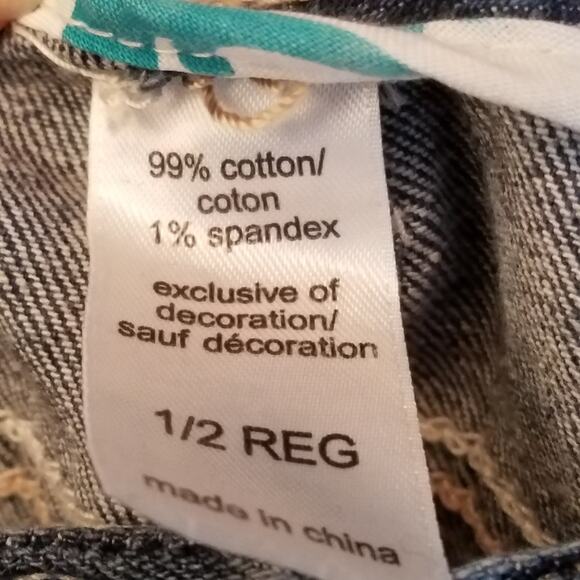 99% cotton/
coton
1% spandex
exclusive of
decoration/
sauf décoration
1/2 REG
made in china